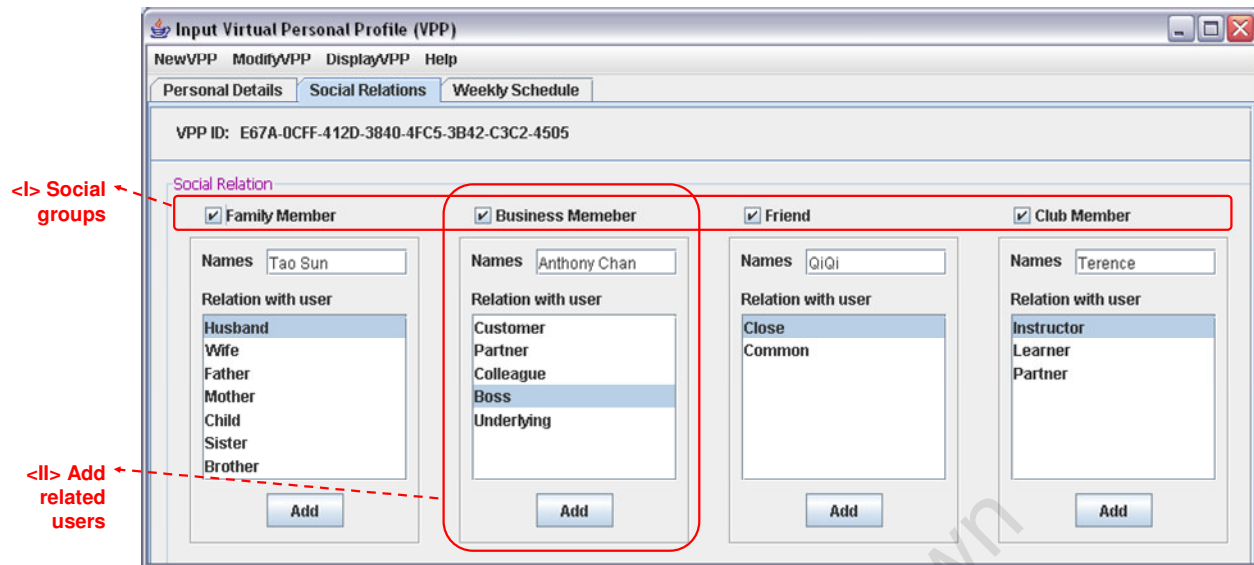 Input Virtual Personal Profile (VPP)
NewVPP ModifyVPP DisplayVPP Help
Personal Details Social Relations Weekly Schedule
VPP ID: E67A-0CFF-412D-3840-4FC5-3B42-C3C2-4505
<I> Social
groups
Social Relation
Family Member Business Memeber Friend Club Member
Names Tao Sun Names Anthony Chan Names QiQi Names Terence
Relation with user Relation with user Relation with user Relation with user
Husband Customer Close Instructor
Wife Partner Common Learner
Father Colleague Partner
Mother Boss
Child Underlying
Sister
Brother
<II> Add
related
users
Add Add Add Add